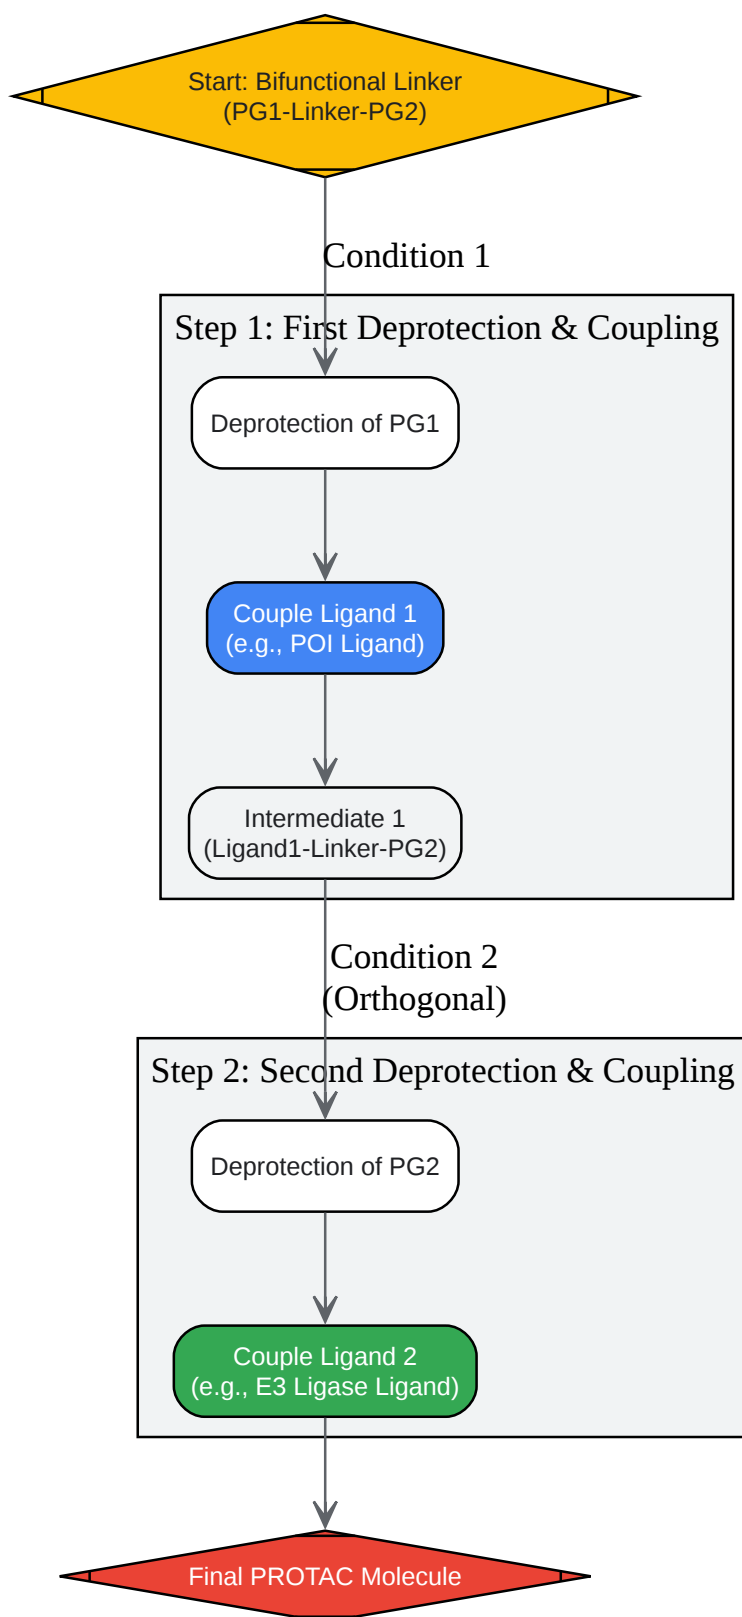 Start: Bifunctional Linker
(PG1-Linker-PG2)
Condition 1
Step 1: First Deprotection & Coupling
Deprotection of PG1
Couple Ligand 1
(e.g., POI Ligand)
Intermediate 1
(Ligand1-Linker-PG2)
Condition 2
(Orthogonal)
Step 2: Second Deprotection & Coupling
Deprotection of PG2
Couple Ligand 2
(e.g., E3 Ligase Ligand)
Final PROTAC Molecule